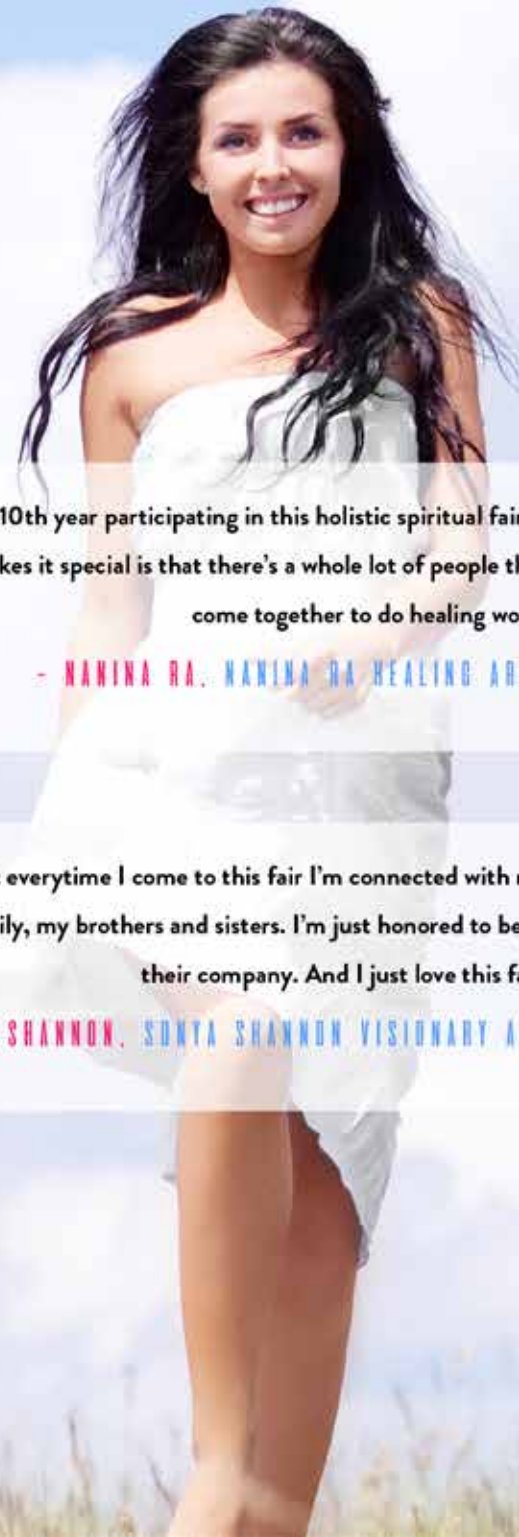 10th year participating in this holistic spiritual fair
kes it special is that there's a whole lot of people th
come together to do healing wo
- NANINA RA, NANINA RA HEALING AR
everytime I come to this fair I'm connected with
ily, my brothers and sisters. I'm just honored to be
their company. And I just love this fa
SHANNON, SONYA SHANNON VISIONARY A